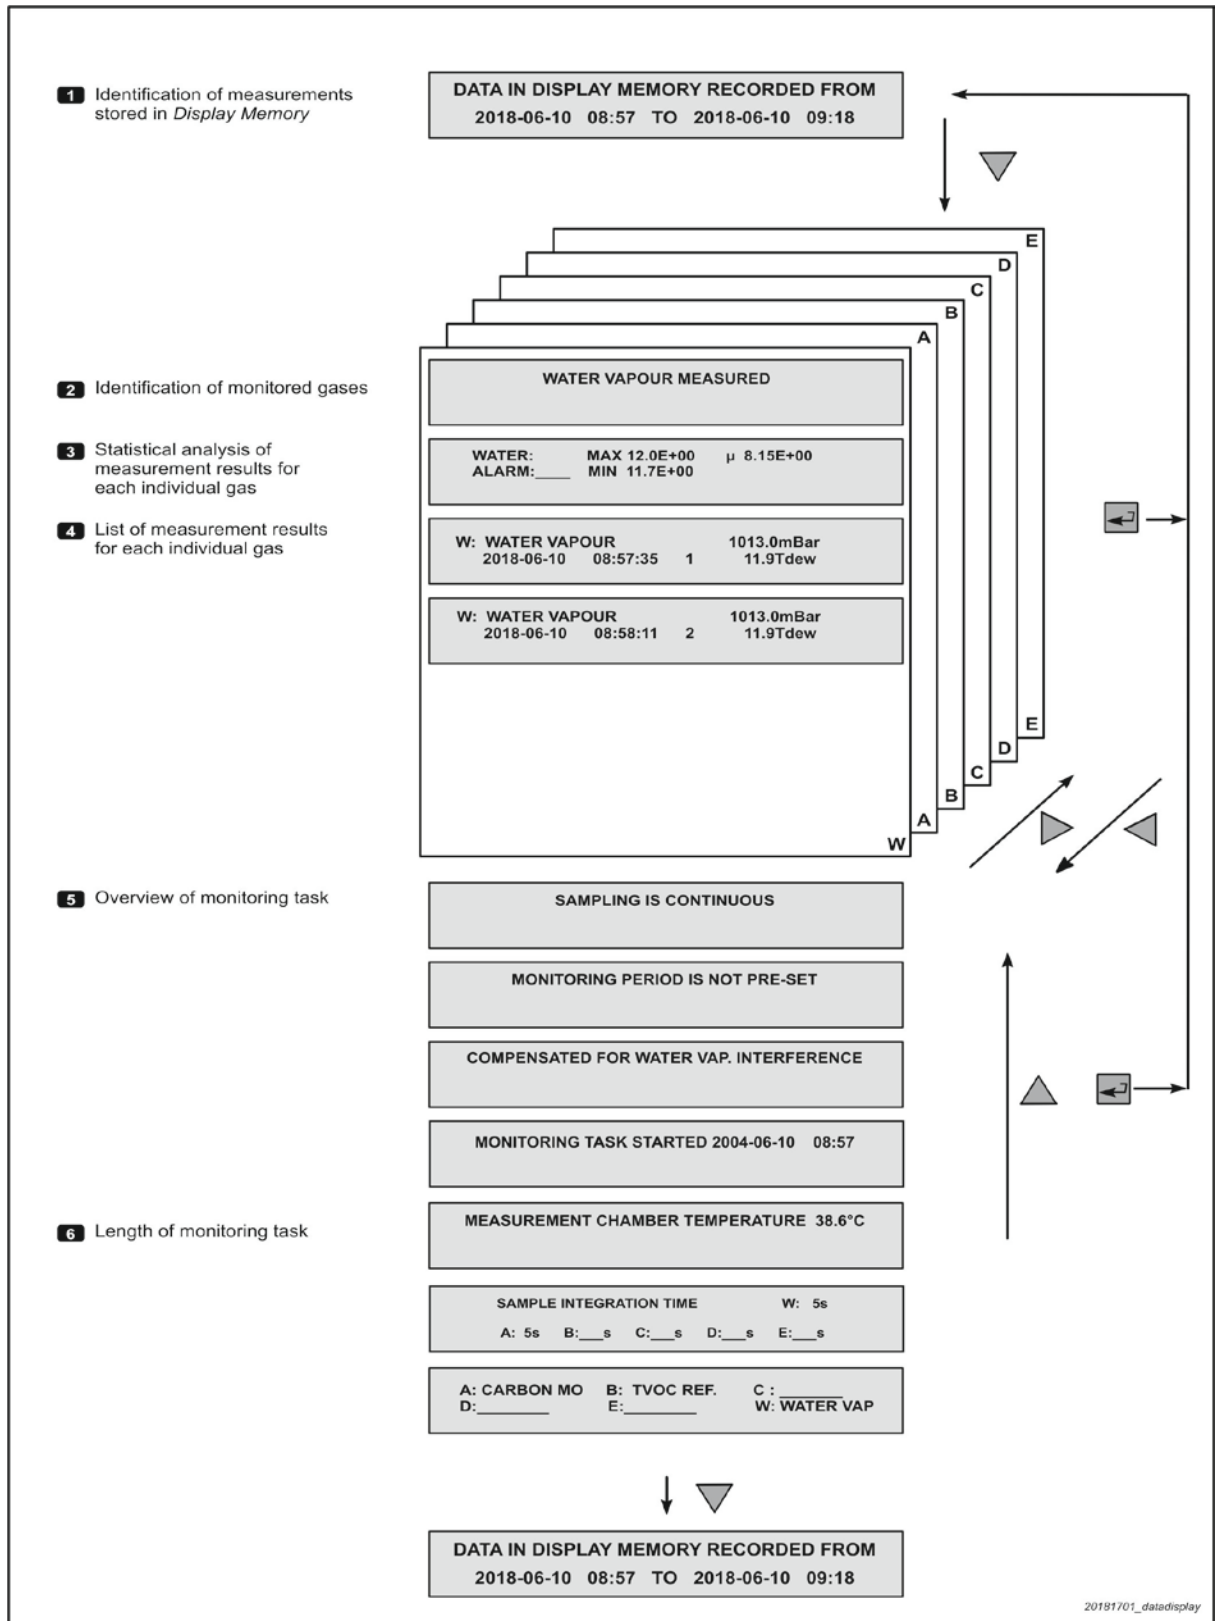 1 Identification of measurements
stored in Display Memory
DATA IN DISPLAY MEMORY RECORDED FROM
2018-06-10 08:57 TO 2018-06-10 09:18
E
D
C
B
A
2 Identification of monitored gases
WATER VAPOUR MEASURED
3 Statistical analysis of
measurement results for
each individual gas
WATER: MAX 12.0E+00 µ 8.15E+00
ALARM:____ MIN 11.7E+00
4 List of measurement results
for each individual gas
W: WATER VAPOUR 1013.0mBar
2018-06-10 08:57:35 1 11.9Tdew
W: WATER VAPOUR 1013.0mBar
2018-06-10 08:58:11 2 11.9Tdew
E
D
C
B
A
W
5 Overview of monitoring task
SAMPLING IS CONTINUOUS
MONITORING PERIOD IS NOT PRE-SET
COMPENSATED FOR WATER VAP. INTERFERENCE
MONITORING TASK STARTED 2004-06-10 08:57
6 Length of monitoring task
MEASUREMENT CHAMBER TEMPERATURE 38.6°C
SAMPLE INTEGRATION TIME W: 5s
A: 5s B:___s C:___s D:___s E:___s
A: CARBON MO B: TVOC REF. C : _______
D:________ E:________ W: WATER VAP
DATA IN DISPLAY MEMORY RECORDED FROM
2018-06-10 08:57 TO 2018-06-10 09:18
20181701_datadisplay